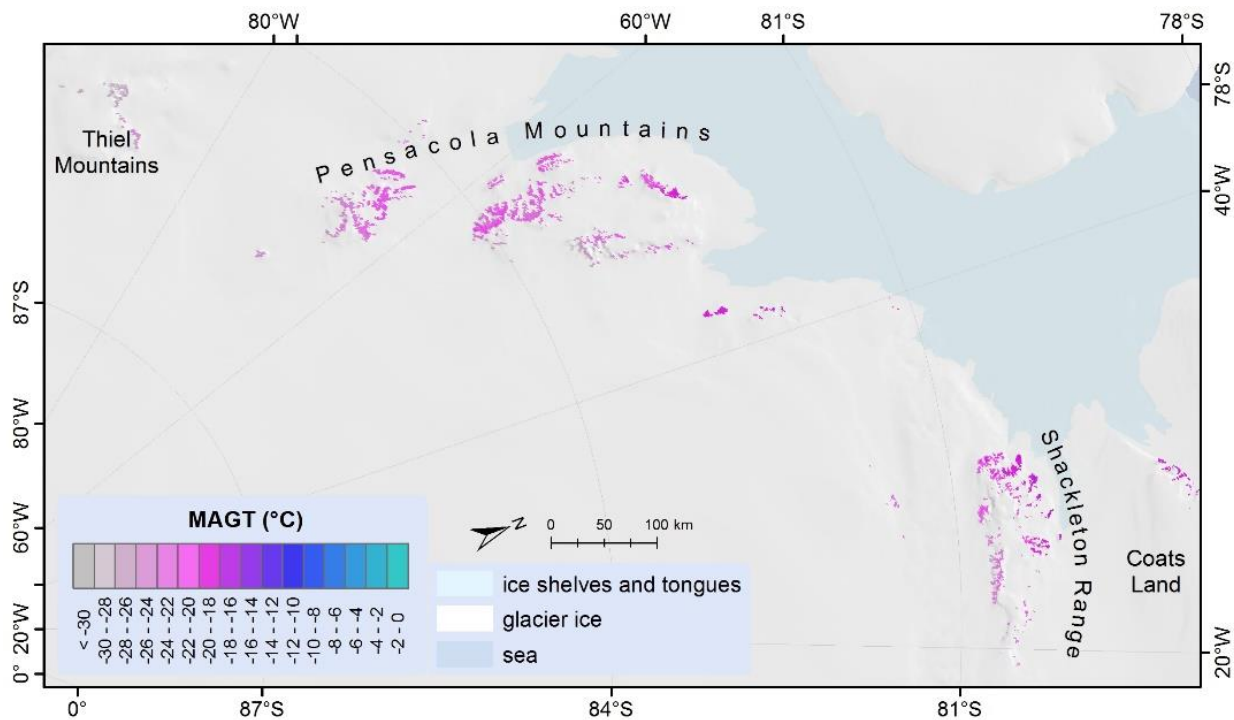 80°W 60°W 81°S 78°S
78°S
Thiel
Mountains
Pensacola Mountains
40°W
87°S
80°W
Shackleton Range
MAGT (°C)
N
0 50 100 km
Coats
Land
< -30
-30 - -28
-28 - -26
-26 - -24
-24 - -22
-22 - -20
-20 - -18
-18 - -16
-16 - -14
-14 - -12
-12 - -10
-10 - -8
-8 - -6
-6 - -4
-4 - -2
-2 - 0
ice shelves and tongues
glacier ice
sea
60°W
20°W
0°
20°W
0° 87°S 84°S 81°S